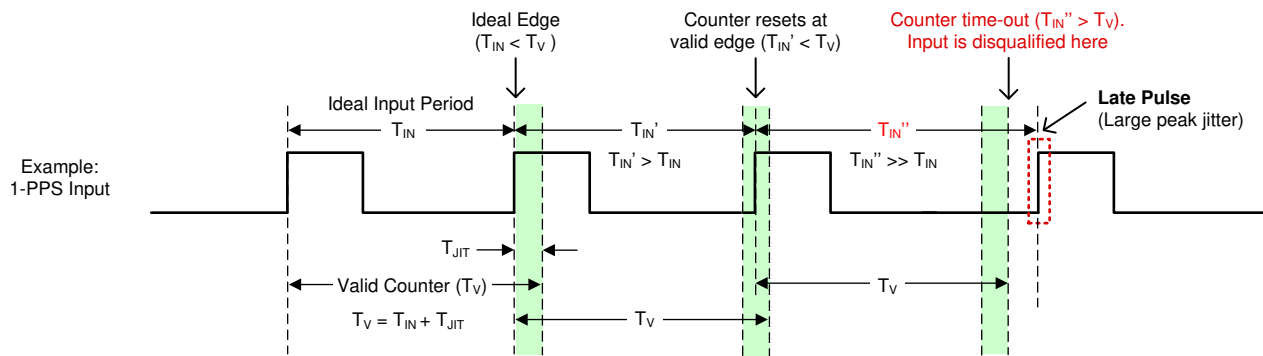 Ideal Edge
(TIN < TV )
Counter resets at
valid edge (TIN' < TV)
Counter time-out (TIN'' > TV).
Input is disqualified here
Ideal Input Period
TIN
TIN'
TIN''
Late Pulse
(Large peak jitter)
Example:
1-PPS Input
TIN' > TIN
TIN'' >> TIN
TJIT
Valid Counter (TV)
TV
TV = TIN + TJIT
TV